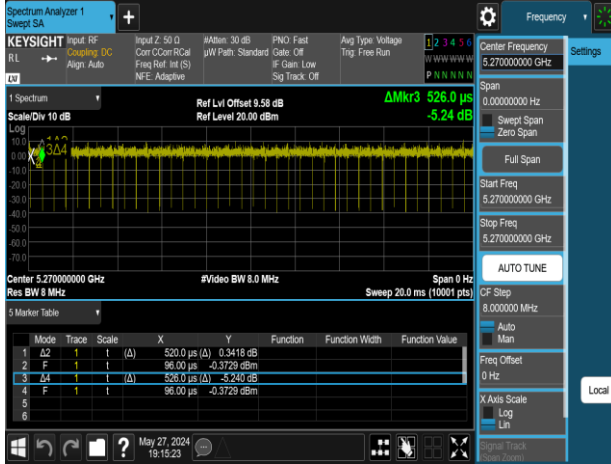 Spectrum Analyzer 1
Swept SA
Frequency
KEYSIGHT
RL
Input: RF
Coupling: DC
Align: Auto
Input Z: 50 Ω
Corr CCorr RCal
Freq Ref: Int (S)
NFE: Adaptive
#Atten: 30 dB
µW Path: Standard
PNO: Fast
Gate: Off
IF Gain: Low
Sig Track: Off
Avg Type: Voltage
Trig: Free Run
1 2 3 4 5 6
W W W W W W
P N N N N N
Center Frequency
5.270000000 GHz
Settings
Span
0.00000000 Hz
Swept Span
Zero Span
Full Span
Start Freq
5.270000000 GHz
Stop Freq
5.270000000 GHz
AUTO TUNE
CF Step
8.000000 MHz
Auto
Man
Freq Offset
0 Hz
X Axis Scale
Log
Lin
Signal Track
(Span Zoom)
Local
1 Spectrum
Scale/Div 10 dB
Log
Ref Lvl Offset 9.58 dB
Ref Level 20.00 dBm
ΔMkr3 526.0 µs
-5.24 dB
10.0
0.00
-10.0
-20.0
-30.0
-40.0
-50.0
-60.0
-70.0
3Δ4
Center 5.270000000 GHz
Res BW 8 MHz
#Video BW 8.0 MHz
Span 0 Hz
Sweep 20.0 ms (10001 pts)
5 Marker Table
Mode Trace Scale X Y Function Function Width Function Value
1 Δ2 1 t (Δ) 520.0 µs (Δ) 0.3418 dB
2 F 1 t 96.00 µs -0.3729 dBm
3 Δ4 1 t (Δ) 526.0 µs (Δ) -5.240 dB
4 F 1 t 96.00 µs -0.3729 dBm
5
6
May 27, 2024
19:15:23